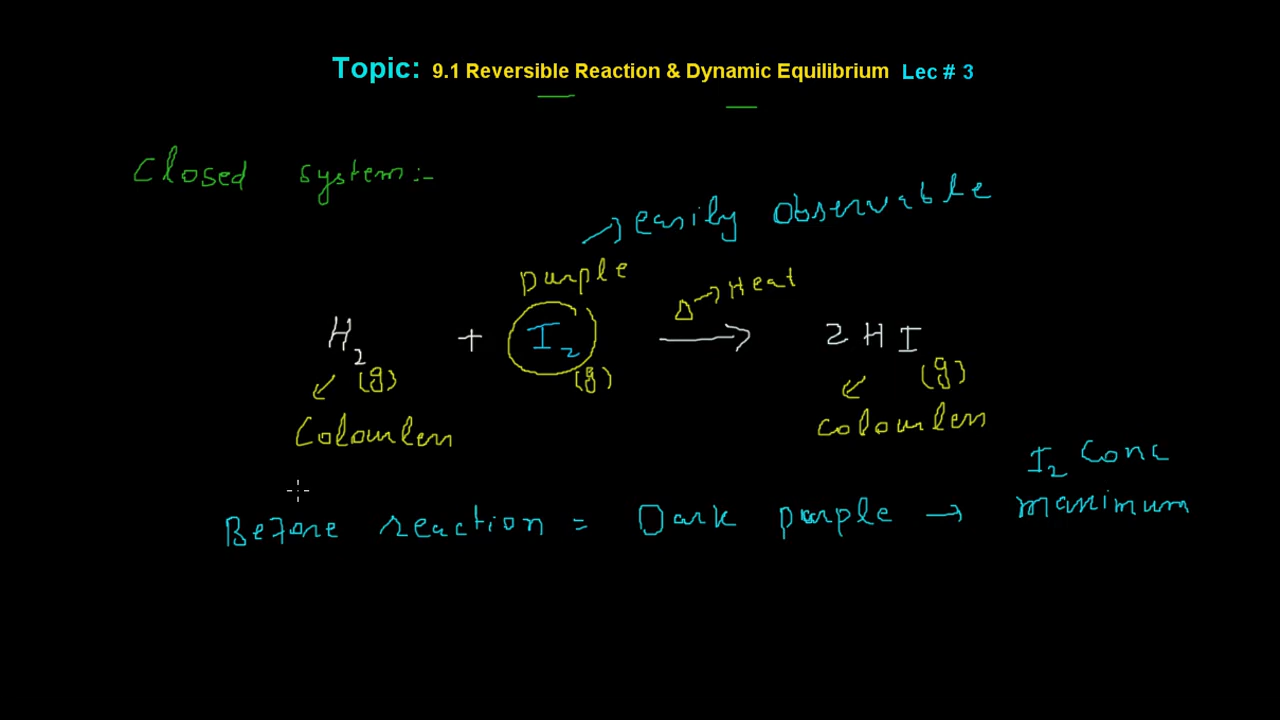 Topic: 9.1 Reversible Reaction & Dynamic Equilibrium Lec # 3
Closed system:-
→ easily observable
purple
Δ → Heat
H2 + I2 → 2HI
(g) (g) (g)
Colourless colourless
I2 Conc
Before reaction = Dark purple → maximum